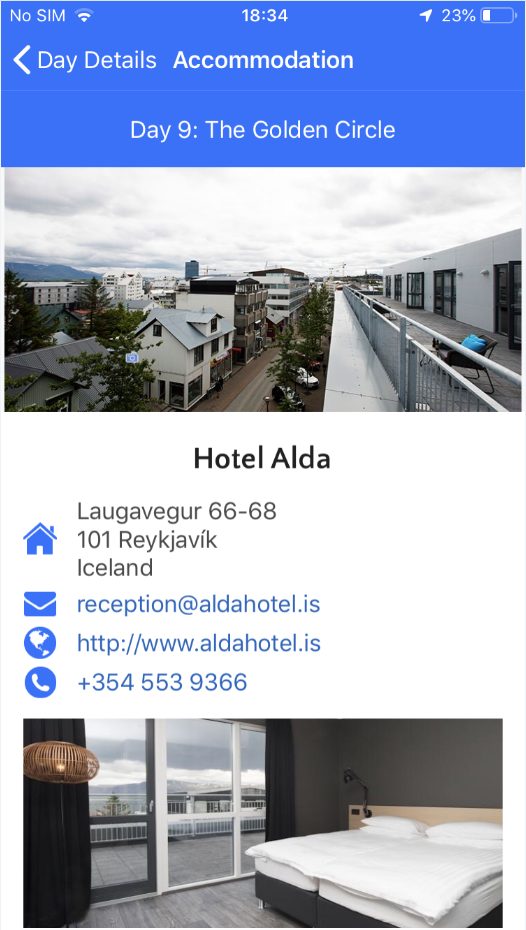 No SIM 18:34 23%
Day Details Accommodation
Day 9: The Golden Circle
Hotel Alda
Laugavegur 66-68
101 Reykjavík
Iceland
reception@aldahotel.is
http://www.aldahotel.is
+354 553 9366